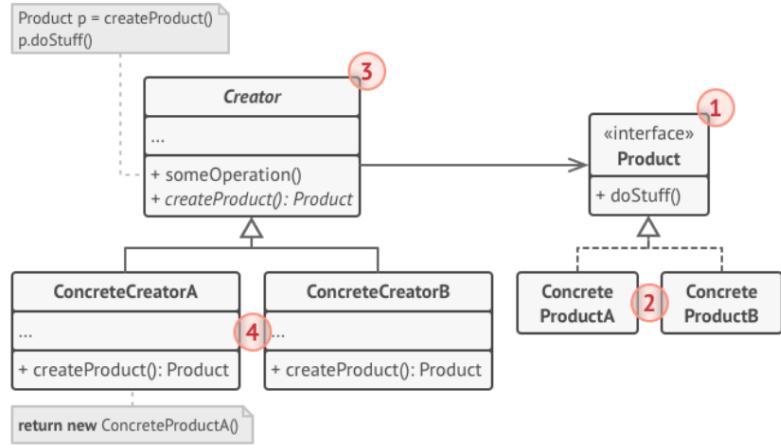 Product p = createProduct()
p.doStuff()
3
Creator
...
+ someOperation()
+ createProduct(): Product
1
«interface»
Product
+ doStuff()
ConcreteCreatorA
...
+ createProduct(): Product
4
ConcreteCreatorB
...
+ createProduct(): Product
Concrete
ProductA
2
Concrete
ProductB
return new ConcreteProductA()